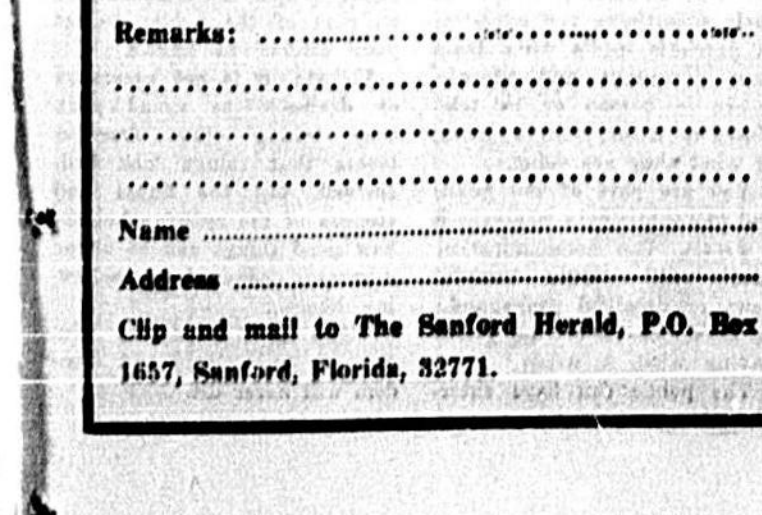 Remarks: ..........................................
..........................................
..........................................
..........................................
Name ..........................................
Address ..........................................
Clip and mail to The Sanford Herald, P.O. Box
1657, Sanford, Florida, 32771.